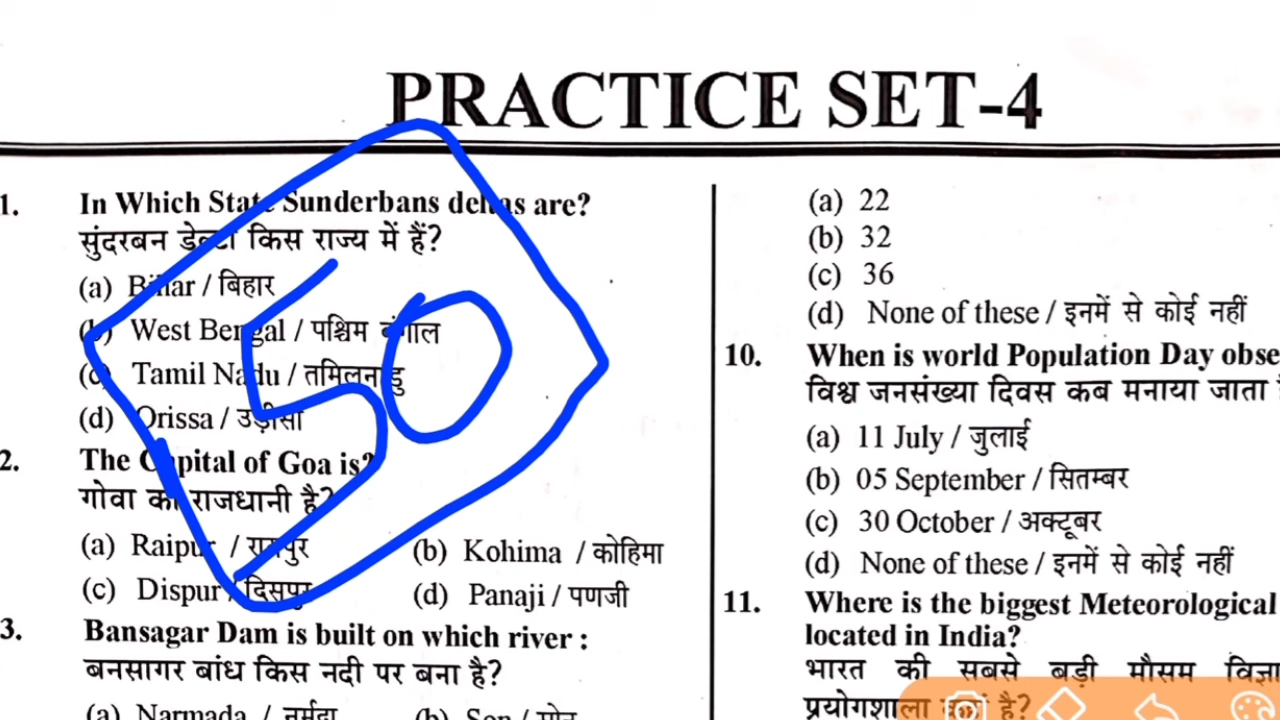 PRACTICE SET-4
1. In Which State Sunderbans deltas are?
सुंदरबन डेल्टा किस राज्य में हैं?
(a) Bihar / बिहार
(b) West Bengal / पश्चिम बंगाल
(c) Tamil Nadu / तमिलनाडु
(d) Orissa / उड़ीसा
2. The Capital of Goa is?
गोवा की राजधानी है?
(a) Raipur / रायपुर (b) Kohima / कोहिमा
(c) Dispur / दिसपुर (d) Panaji / पणजी
3. Bansagar Dam is built on which river :
बनसागर बांध किस नदी पर बना है?
(a) Narmada / नर्मदा (b) Son / सोन
50
(a) 22
(b) 32
(c) 36
(d) None of these / इनमें से कोई नहीं
10. When is world Population Day obse
विश्व जनसंख्या दिवस कब मनाया जाता
(a) 11 July / जुलाई
(b) 05 September / सितम्बर
(c) 30 October / अक्टूबर
(d) None of these / इनमें से कोई नहीं
11. Where is the biggest Meteorological
located in India?
भारत की सबसे बड़ी मौसम विज्ञा
प्रयोगशाला कहां है?